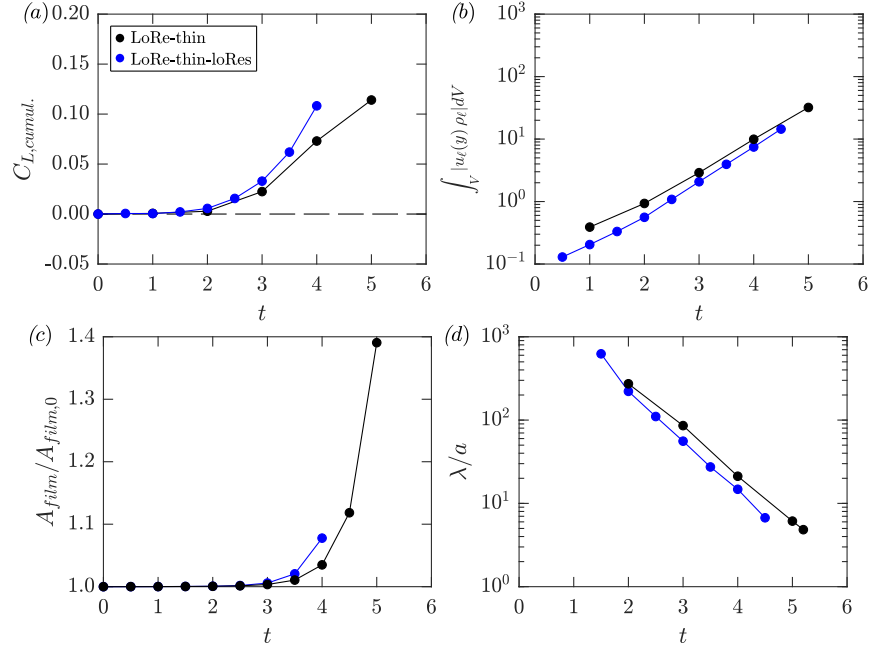 (a)
LoRe-thin
LoRe-thin-loRes
0.20
0.15
0.10
0.05
0.00
-0.05
C_{L,cumul.}
0 1 2 3 4 5 6
t
(b)
10^3
10^2
10^1
10^0
10^{-1}
∫_V |u_ℓ(y) ρ_ℓ|dV
0 1 2 3 4 5 6
t
(c)
1.4
1.3
1.2
1.1
1.0
A_{film}/A_{film,0}
0 1 2 3 4 5 6
t
(d)
10^3
10^2
10^1
10^0
λ/a
0 1 2 3 4 5 6
t